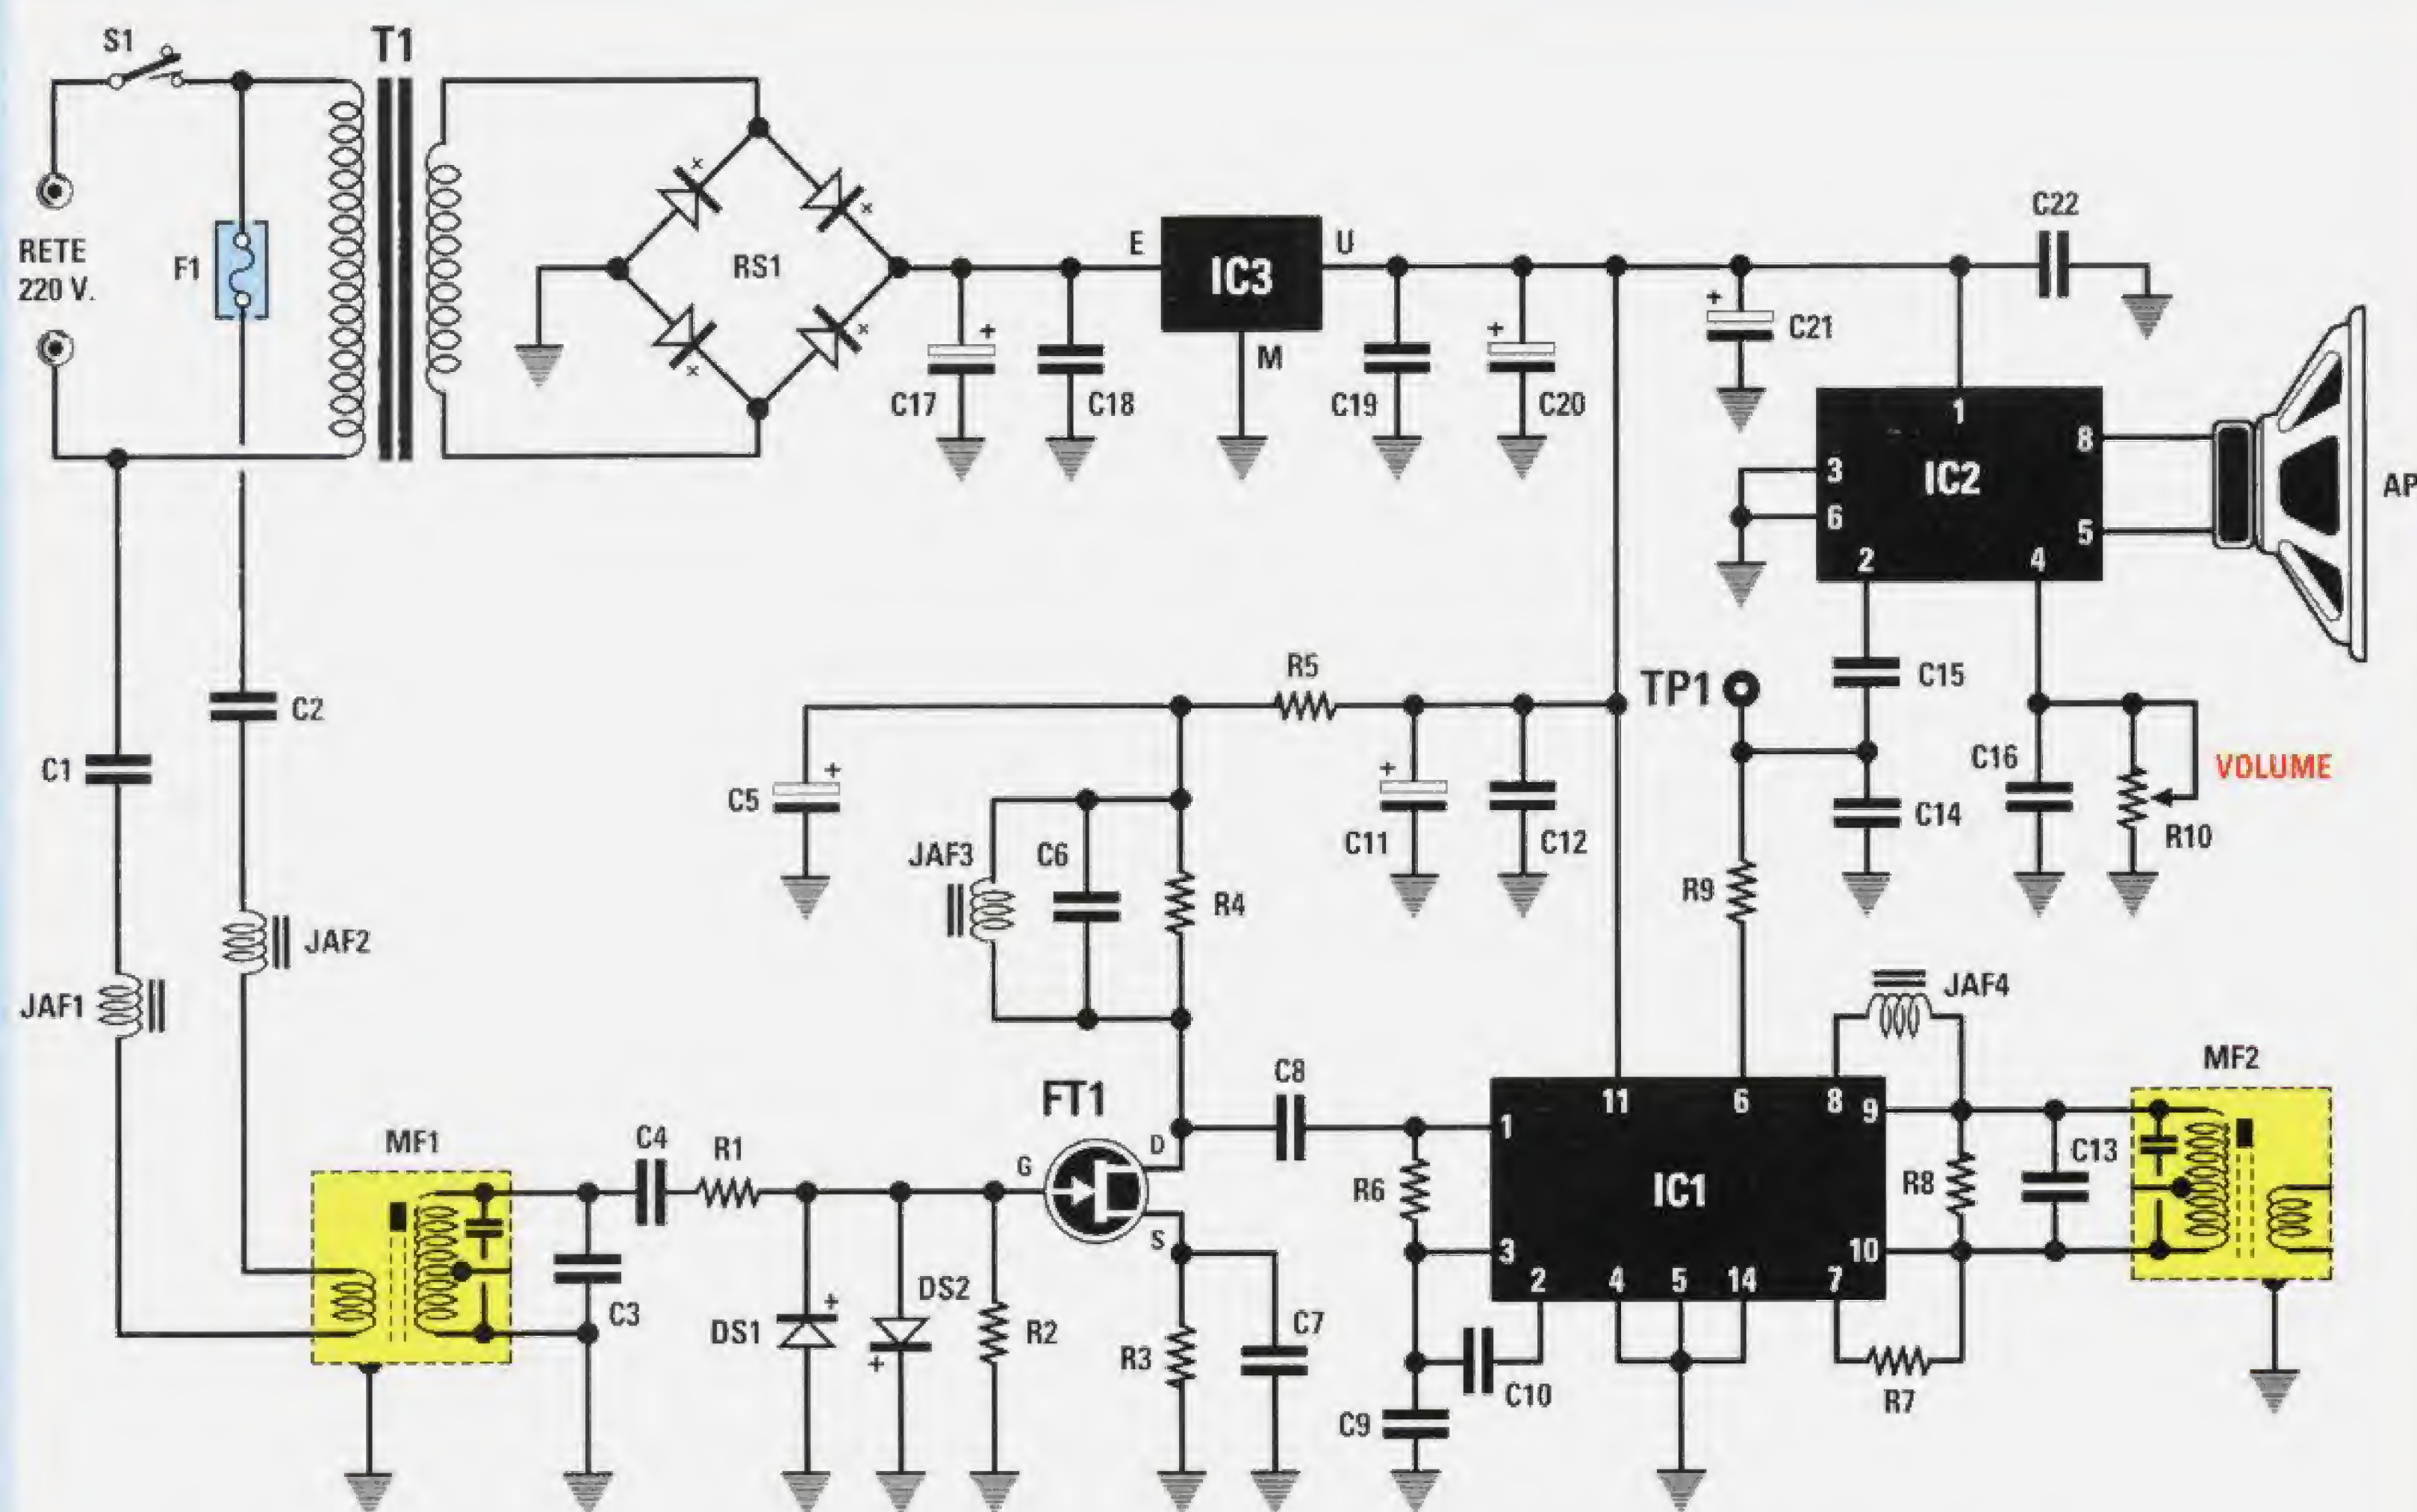 S1
T1
RETE
220 V.
F1
RS1
C17
C18
E
IC3
U
M
C19
C20
C21
C22
1
8
3
IC2
6
5
2
4
AP
C1
C2
JAF1
JAF2
C5
R5
JAF3
C6
R4
C11
C12
TP1
C15
C14
C16
VOLUME
R10
R9
JAF4
MF1
C4
R1
C3
DS1
DS2
R2
FT1
G
D
S
R3
C7
C8
R6
C9
C10
11
6
8
9
1
IC1
3
10
2
4
5
14
7
R8
C13
MF2
R7